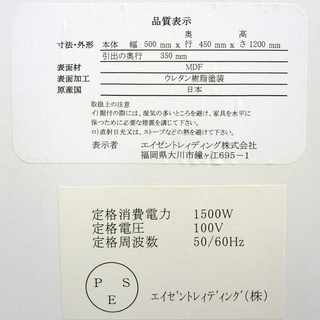 品質表示
寸法・外形 本体 幅 500 mm x 奥行 450 mm x 高さ 1200 mm
引出の奥行 350 mm
表面材 MDF
表面加工 ウレタン樹脂塗装
原産国 日本
取扱上の注意
イ)据付の際には、湿気の多いところを避け、家具を水平に
保つために必要な措置を講じて下さい。
ロ)直射日光又は、ストーブなどの熱を避けて下さい。
表示者: エイゼントレィディング株式会社
福岡県大川市鐘ヶ江695-1
定格消費電力 1500W
定格電圧 100V
定格周波数 50/60Hz
P S
E
エイゼントレィディング(株)